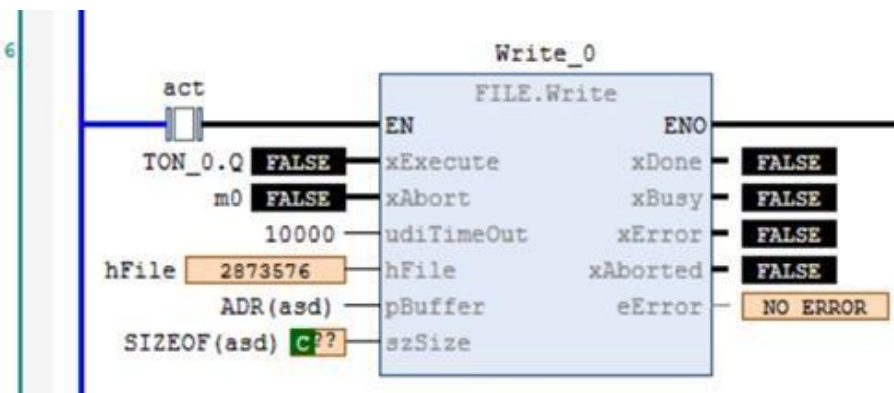 6
Write_0
act
FILE.Write
EN ENO
TON_0.Q FALSE xExecute xDone FALSE
m0 FALSE xAbort xBusy FALSE
10000 udiTimeOut xError FALSE
hFile 2873576 hFile xAborted FALSE
ADR(asd) pBuffer eError NO ERROR
SIZEOF(asd) C?? szSize